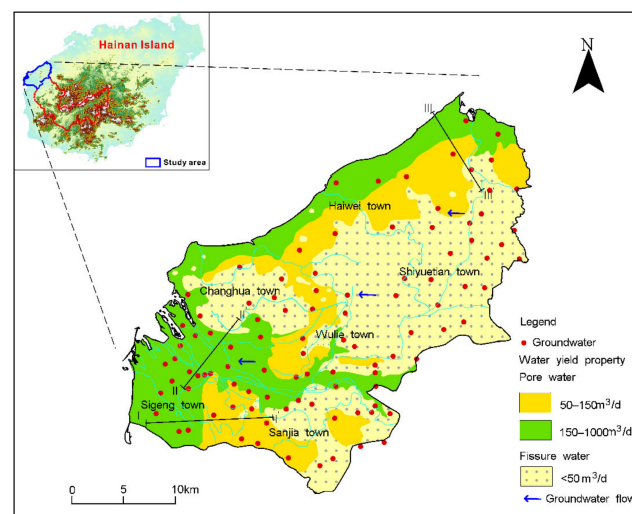 Hainan Island
Study area
N
III
III
Haiwei town
Shiyuetian town
Changhua town
II
Wulie town
II
Sigeng town
I
I
Sanjia town
0 5 10km
Legend
Groundwater
Water yield property
Pore water
50–150m³/d
150–1000m³/d
Fissure water
<50m³/d
Groundwater flow